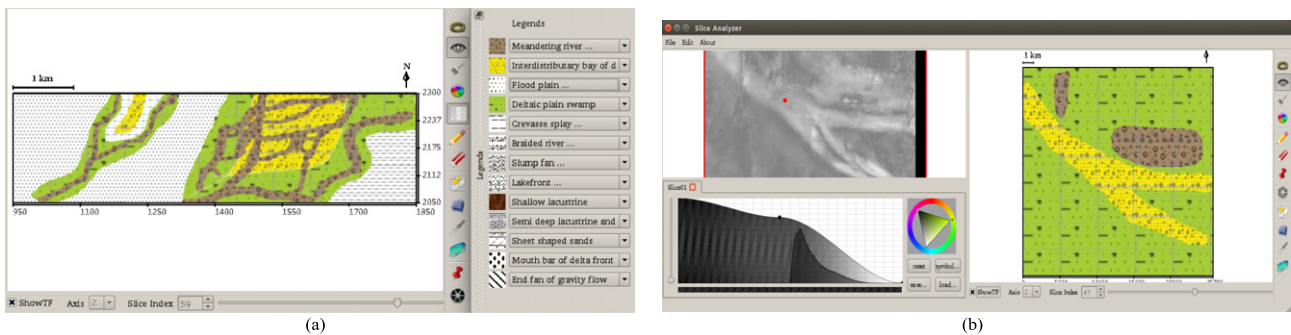 Legends
1 km
N
Meandering river ...
Interdistributary bay of d
Flood plain ...
Deltaic plain swamp
Crevasse splay ...
Braided river ...
Slump fan ...
Lakefront ...
Shallow lacustrine
Semi deep lacustrine and
Sheet shaped sands
Mouth bar of delta front
End fan of gravity flow
Legends
2300
2237
2175
2112
2050
950 1100 1250 1400 1550 1700 1850
ShowTF Axis Z Slice Index 59
(a)
Slice Analyzer
File Edit About
1 km
Slice01
reset symbol...
save... load...
ShowTF Axis Z Slice Index 47
(b)